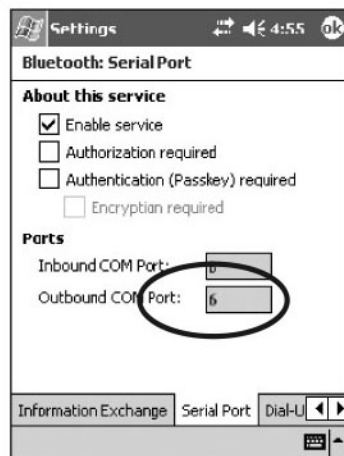 Settings 4:55 ok
Bluetooth: Serial Port
About this service
Enable service
Authorization required
Authentication (Passkey) required
Encryption required
Ports
Inbound COM Port:
Outbound COM Port: 6
Information Exchange Serial Port Dial-U